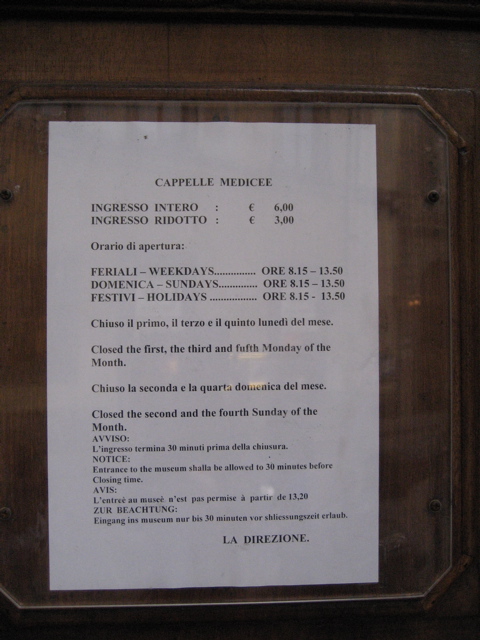 CAPPELLE MEDICEE
INGRESSO INTERO : € 6,00
INGRESSO RIDOTTO : € 3,00
Orario di apertura:
FERIALI – WEEKDAYS............... ORE 8.15 – 13.50
DOMENICA – SUNDAYS.............. ORE 8.15 – 13.50
FESTIVI – HOLIDAYS ................. ORE 8.15 - 13.50
Chiuso il primo, il terzo e il quinto lunedì del mese.
Closed the first, the third and fufth Monday of the
Month.
Chiuso la seconda e la quarta domenica del mese.
Closed the second and the fourth Sunday of the
Month.
AVVISO:
L'ingresso termina 30 minuti prima della chiusura.
NOTICE:
Entrance to the museum shalla be allowed to 30 minutes before
Closing time.
AVIS:
L'entreè au museè n'est pas permise à partir de 13,20
ZUR BEACHTUNG:
Eingang ins museum nur bis 30 minuten vor shliessungszeit erlaub.
LA DIREZIONE.